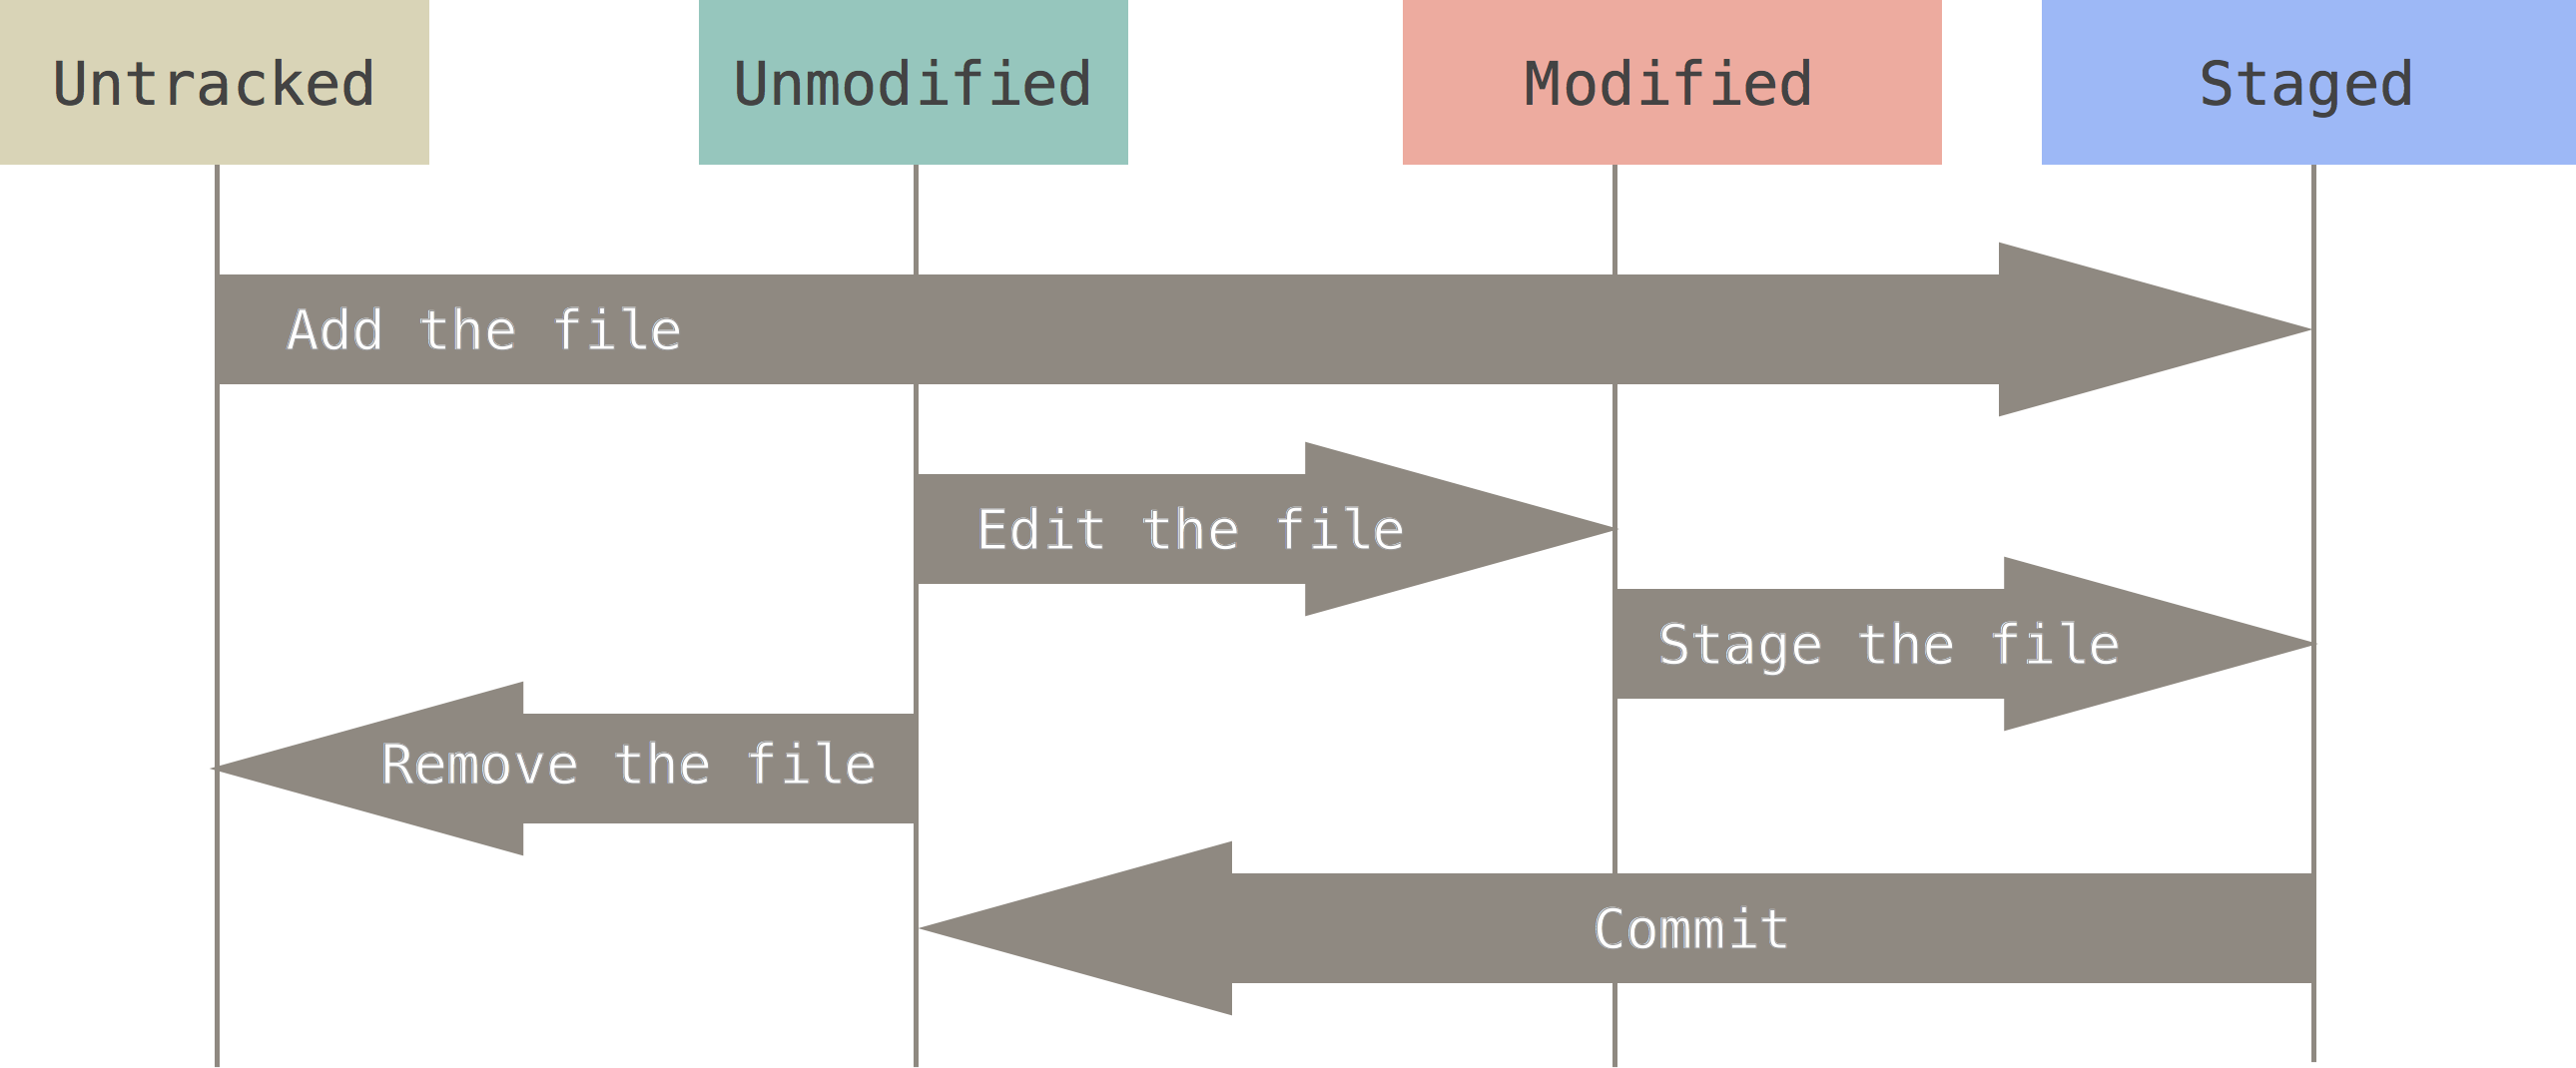 Untracked
Unmodified
Modified
Staged
Add the file
Edit the file
Stage the file
Remove the file
Commit